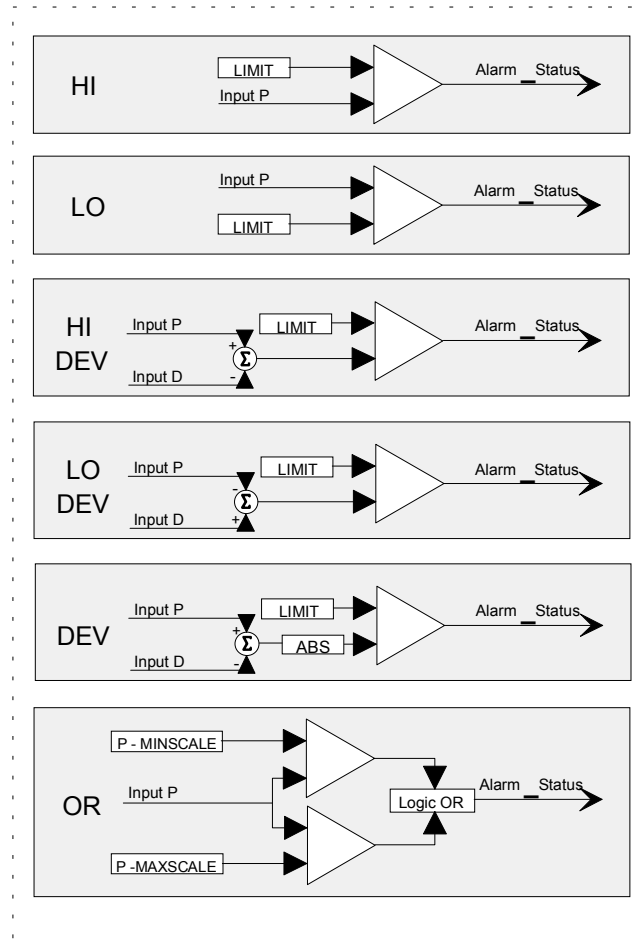 HI
LIMIT
Input P
Alarm _ Status
LO
Input P
LIMIT
Alarm _ Status
HI
DEV
Input P
LIMIT
Alarm _ Status
+
Σ
-
Input D
LO
DEV
Input P
LIMIT
Alarm _ Status
-
Σ
+
Input D
DEV
Input P
LIMIT
Alarm _ Status
+
Σ
ABS
-
Input D
OR
P - MINSCALE
Input P
Logic OR
Alarm _ Status
P -MAXSCALE